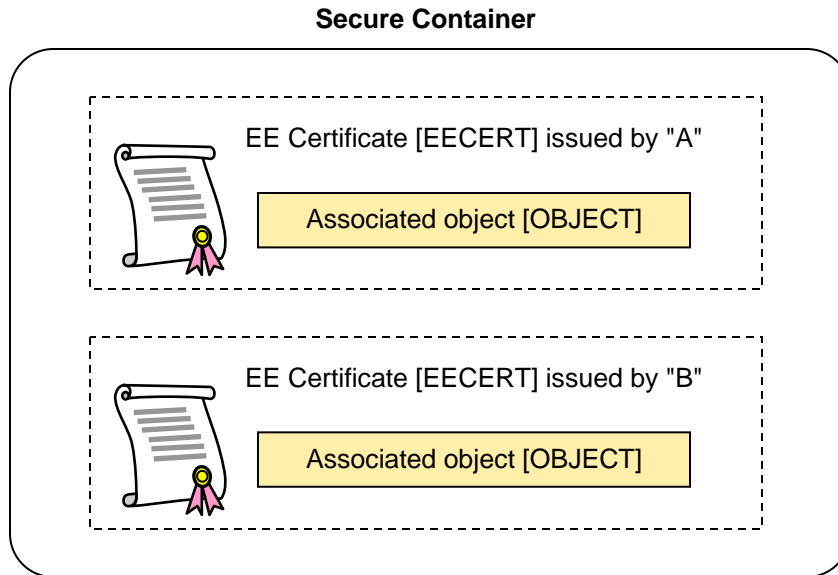 Secure Container
EE Certificate [EECERT] issued by "A"
Associated object [OBJECT]
EE Certificate [EECERT] issued by "B"
Associated object [OBJECT]